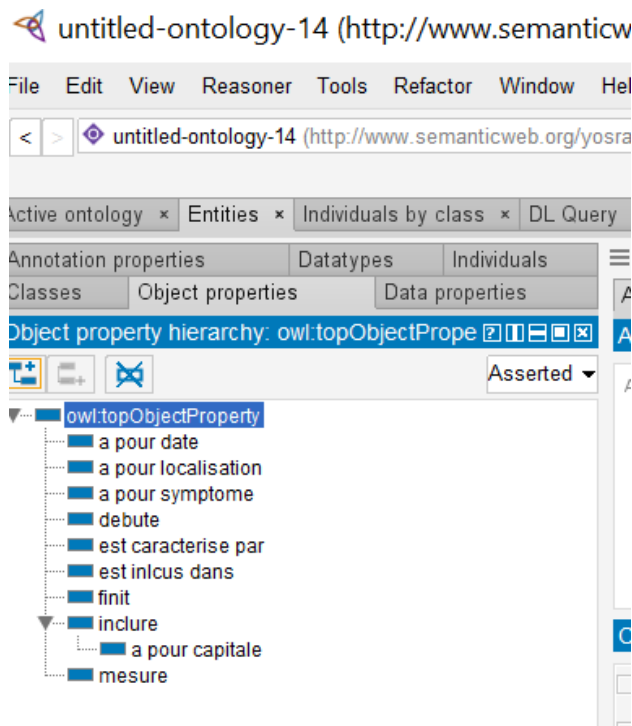 untitled-ontology-14 (http://www.semanticw
File Edit View Reasoner Tools Refactor Window Hel
< > untitled-ontology-14 (http://www.semanticweb.org/yosra
Active ontology × Entities × Individuals by class × DL Query
Annotation properties Datatypes Individuals
Classes Object properties Data properties
Object property hierarchy: owl:topObjectPrope
Asserted
owl:topObjectProperty
a pour date
a pour localisation
a pour symptome
debute
est caracterise par
est inlcus dans
finit
inclure
a pour capitale
mesure